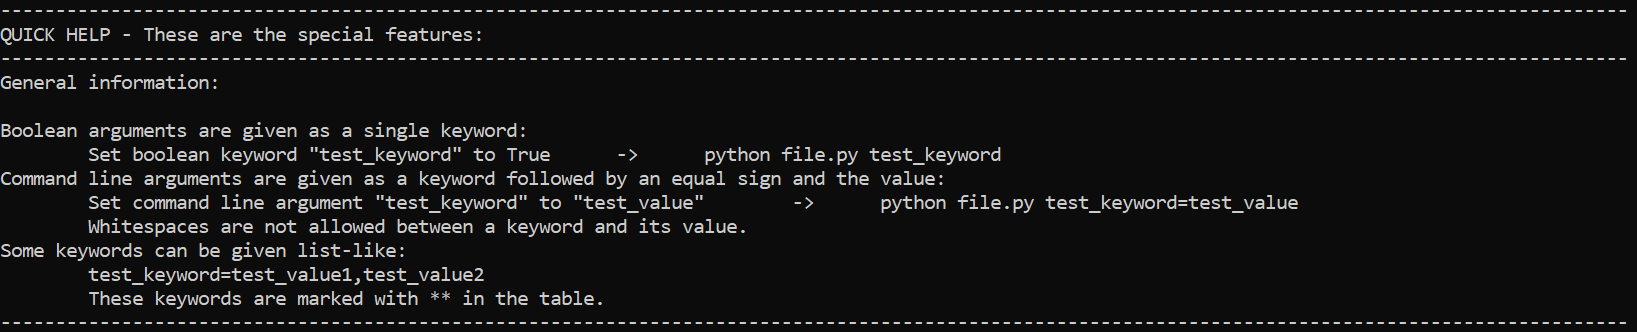 --------------------------------------------------------------------------------------------------------------------------------------------------------------------
QUICK HELP - These are the special features:
--------------------------------------------------------------------------------------------------------------------------------------------------------------------
General information:
Boolean arguments are given as a single keyword:
Set boolean keyword "test_keyword" to True -> python file.py test_keyword
Command line arguments are given as a keyword followed by an equal sign and the value:
Set command line argument "test_keyword" to "test_value" -> python file.py test_keyword=test_value
Whitespaces are not allowed between a keyword and its value.
Some keywords can be given list-like:
test_keyword=test_value1,test_value2
These keywords are marked with ** in the table.
--------------------------------------------------------------------------------------------------------------------------------------------------------------------